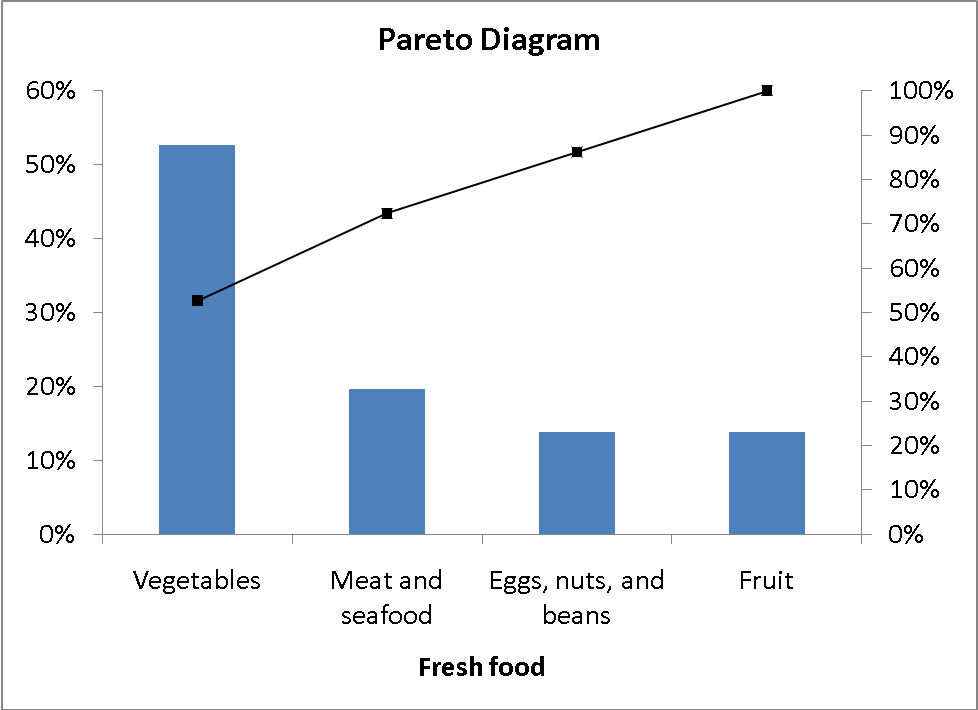 Pareto Diagram
60%
50%
40%
30%
20%
10%
0%
100%
90%
80%
70%
60%
50%
40%
30%
20%
10%
0%
Vegetables
Meat and
seafood
Eggs, nuts, and
beans
Fruit
Fresh food